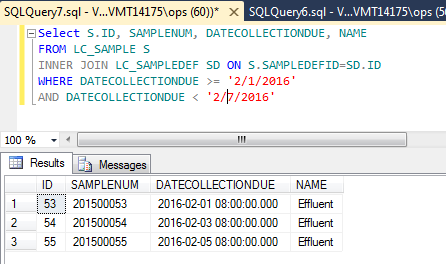 SQLQuery7.sql - V...VMT14175\ops (60))* × SQLQuery6.sql - V...VMT14175\ops (5
Select S.ID, SAMPLENUM, DATECOLLECTIONDUE, NAME
FROM LC_SAMPLE S
INNER JOIN LC_SAMPLEDEF SD ON S.SAMPLEDEFID=SD.ID
WHERE DATECOLLECTIONDUE >= '2/1/2016'
AND DATECOLLECTIONDUE < '2/7/2016'
100 %
Results Messages
ID SAMPLENUM DATECOLLECTIONDUE NAME
1 53 201500053 2016-02-01 08:00:00.000 Effluent
2 54 201500054 2016-02-03 08:00:00.000 Effluent
3 55 201500055 2016-02-05 08:00:00.000 Effluent